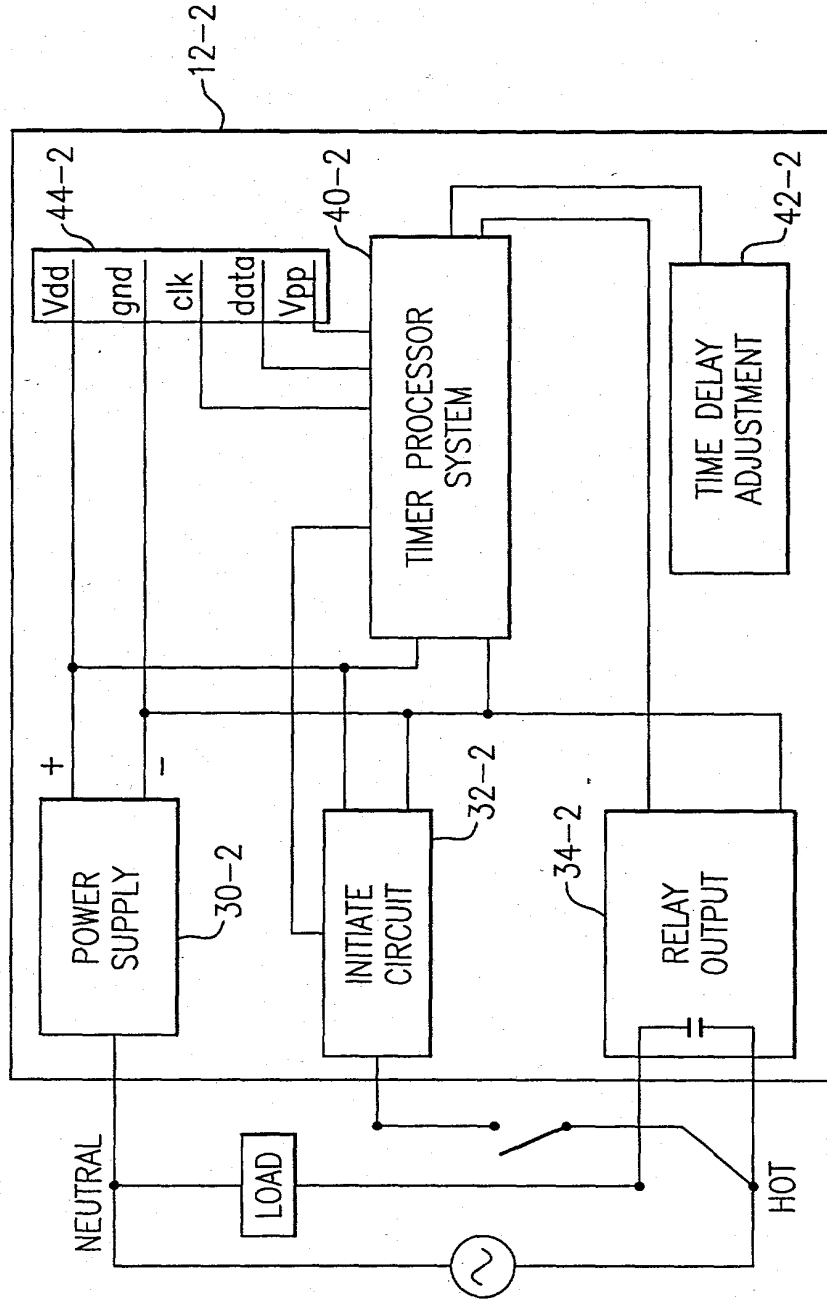 12-2
44-2
Vdd
gnd
clk
data
Vpp
+
−
POWER
SUPPLY
30-2
NEUTRAL
LOAD
INITIATE
CIRCUIT
32-2
40-2
TIMER PROCESSOR
SYSTEM
34-2
RELAY
OUTPUT
HOT
42-2
TIME DELAY
ADJUSTMENT